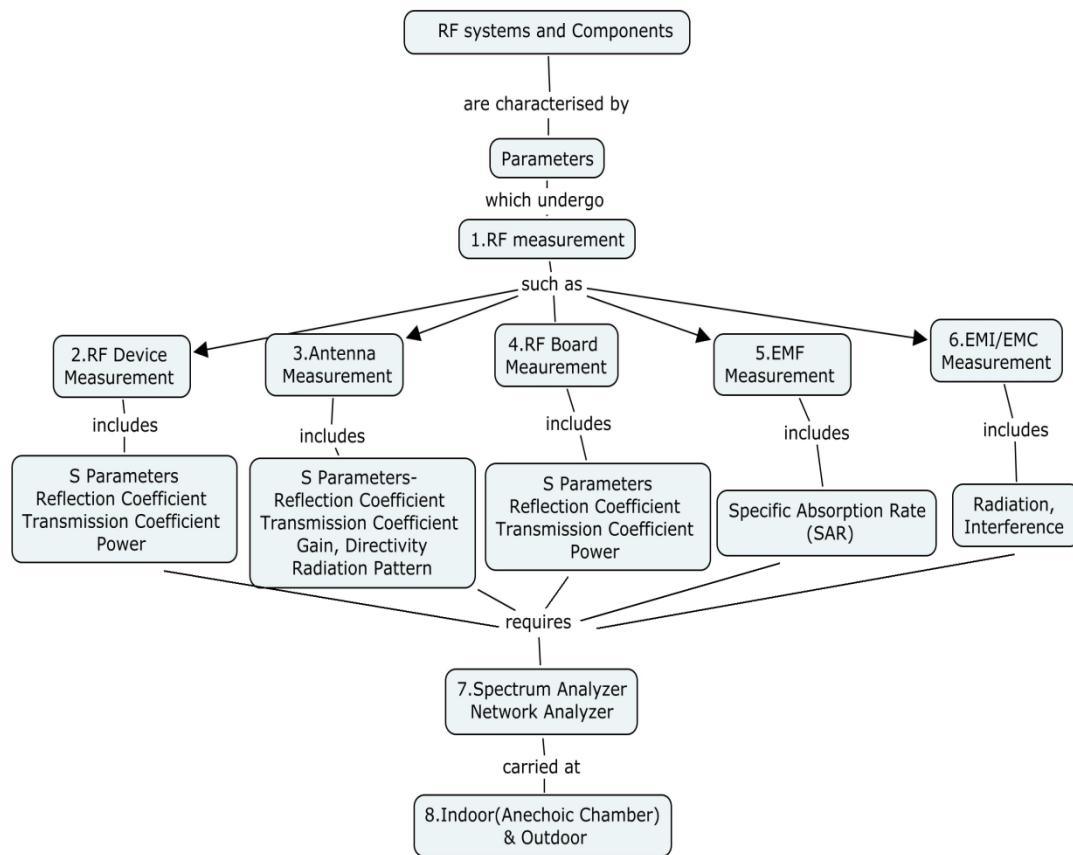 RF systems and Components
are characterised by
Parameters
which undergo
1.RF measurement
such as
2.RF Device
Measurement
3.Antenna
Measurement
4.RF Board
Meaurement
5.EMF
Measurement
6.EMI/EMC
Measurement
includes
includes
includes
includes
includes
S Parameters
Reflection Coefficient
Transmission Coefficient
Power
S Parameters-
Reflection Coefficient
Transmission Coefficient
Gain, Directivity
Radiation Pattern
S Parameters
Reflection Coefficient
Transmission Coefficient
Power
Specific Absorption Rate
(SAR)
Radiation,
Interference
requires
7.Spectrum Analyzer
Network Analyzer
carried at
8.Indoor(Anechoic Chamber)
& Outdoor